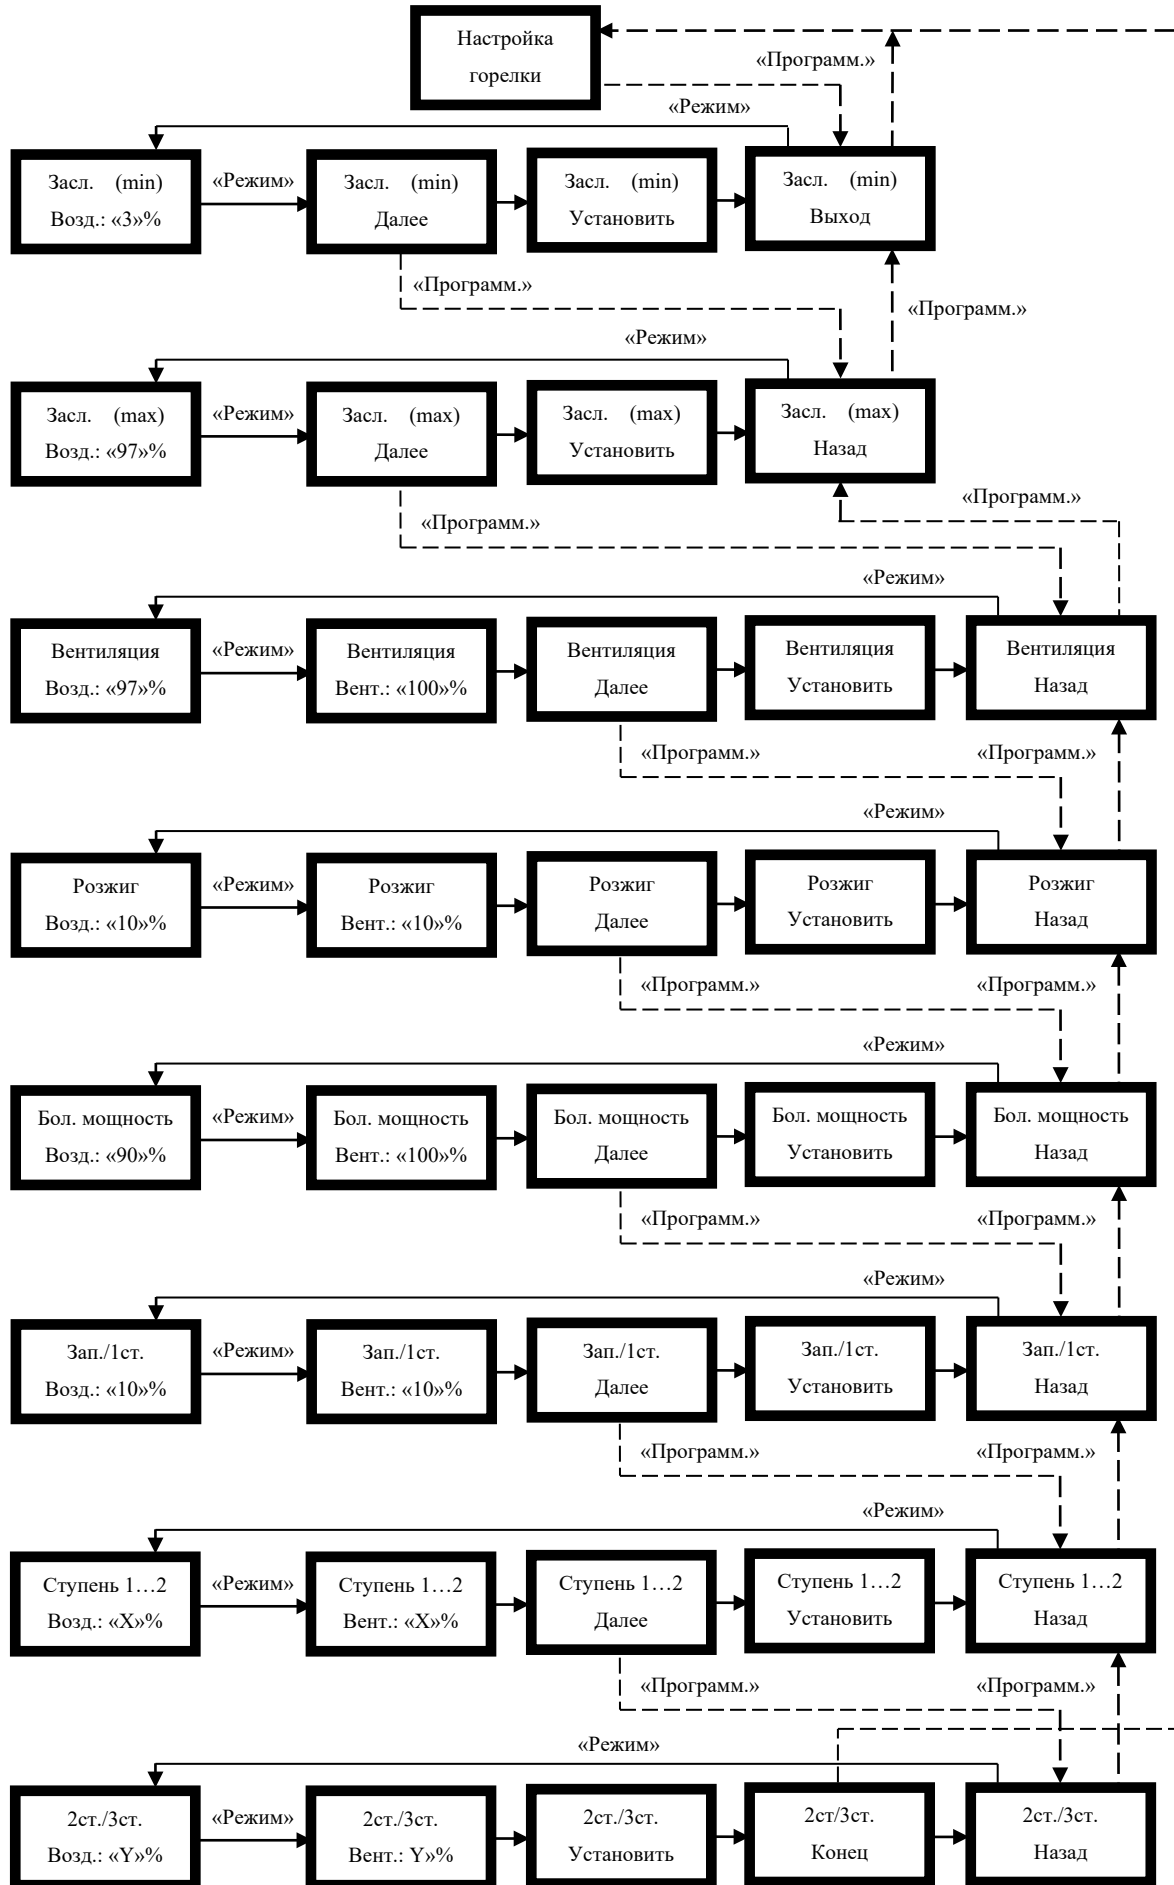 Настройка
горелки
«Программ.»
«Режим»
Засл. (min)
Возд.: «3»%
«Режим»
Засл. (min)
Далее
Засл. (min)
Установить
Засл. (min)
Выход
«Программ.»
«Программ.»
«Режим»
Засл. (max)
Возд.: «97»%
«Режим»
Засл. (max)
Далее
Засл. (max)
Установить
Засл. (max)
Назад
«Программ.»
«Программ.»
«Режим»
Вентиляция
Возд.: «97»%
«Режим»
Вентиляция
Вент.: «100»%
Вентиляция
Далее
Вентиляция
Установить
Вентиляция
Назад
«Программ.»
«Программ.»
«Режим»
Розжиг
Возд.: «10»%
«Режим»
Розжиг
Вент.: «10»%
Розжиг
Далее
Розжиг
Установить
Розжиг
Назад
«Программ.»
«Программ.»
«Режим»
Бол. мощность
Возд.: «90»%
«Режим»
Бол. мощность
Вент.: «100»%
Бол. мощность
Далее
Бол. мощность
Установить
Бол. мощность
Назад
«Программ.»
«Программ.»
«Режим»
Зап./1ст.
Возд.: «10»%
«Режим»
Зап./1ст.
Вент.: «10»%
Зап./1ст.
Далее
Зап./1ст.
Установить
Зап./1ст.
Назад
«Программ.»
«Программ.»
«Режим»
Ступень 1…2
Возд.: «X»%
«Режим»
Ступень 1…2
Вент.: «X»%
Ступень 1…2
Далее
Ступень 1…2
Установить
Ступень 1…2
Назад
«Программ.»
«Программ.»
«Режим»
2ст./3ст.
Возд.: «Y»%
«Режим»
2ст./3ст.
Вент.: Y»%
2ст./3ст.
Установить
2ст/3ст.
Конец
2ст./3ст.
Назад